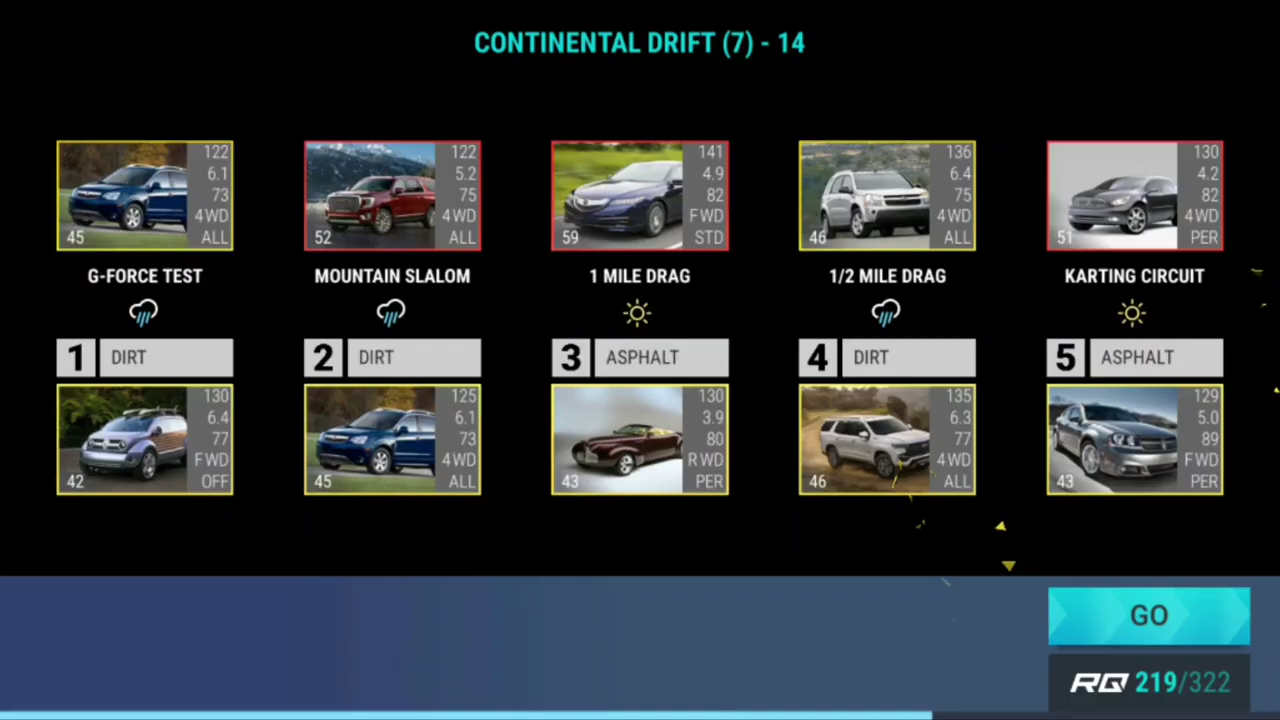 CONTINENTAL DRIFT (7) - 14
122
6.1
73
4WD
45 ALL
122
5.2
75
4WD
52 ALL
141
4.9
82
FWD
59 STD
136
6.4
75
4WD
46 ALL
130
4.2
82
4WD
51 PER
G-FORCE TEST
MOUNTAIN SLALOM
1 MILE DRAG
1/2 MILE DRAG
KARTING CIRCUIT
1 DIRT
2 DIRT
3 ASPHALT
4 DIRT
5 ASPHALT
130
6.4
77
FWD
42 OFF
125
6.1
73
4WD
45 ALL
130
3.9
80
RWD
43 PER
135
6.3
77
4WD
46 ALL
129
5.0
89
FWD
43 PER
GO
RQ 219/322